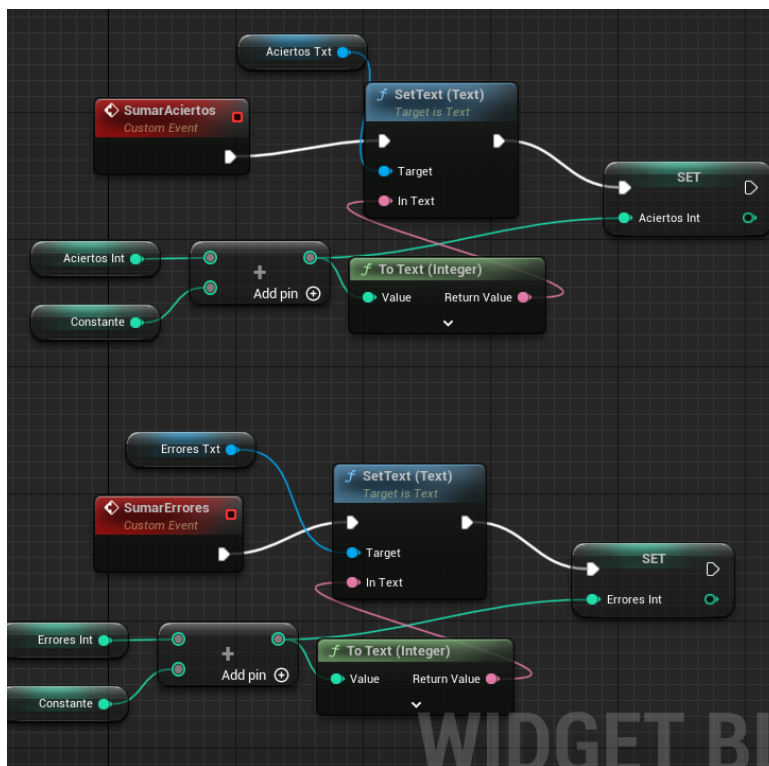 Aciertos Txt
SetText (Text)
Target is Text
SumarAciertos
Custom Event
Target
In Text
SET
Aciertos Int
Aciertos Int
Add pin
Constante
To Text (Integer)
Value Return Value
Errores Txt
SetText (Text)
Target is Text
SumarErrores
Custom Event
Target
In Text
SET
Errores Int
Errores Int
Add pin
Constante
To Text (Integer)
Value Return Value
WIDGET